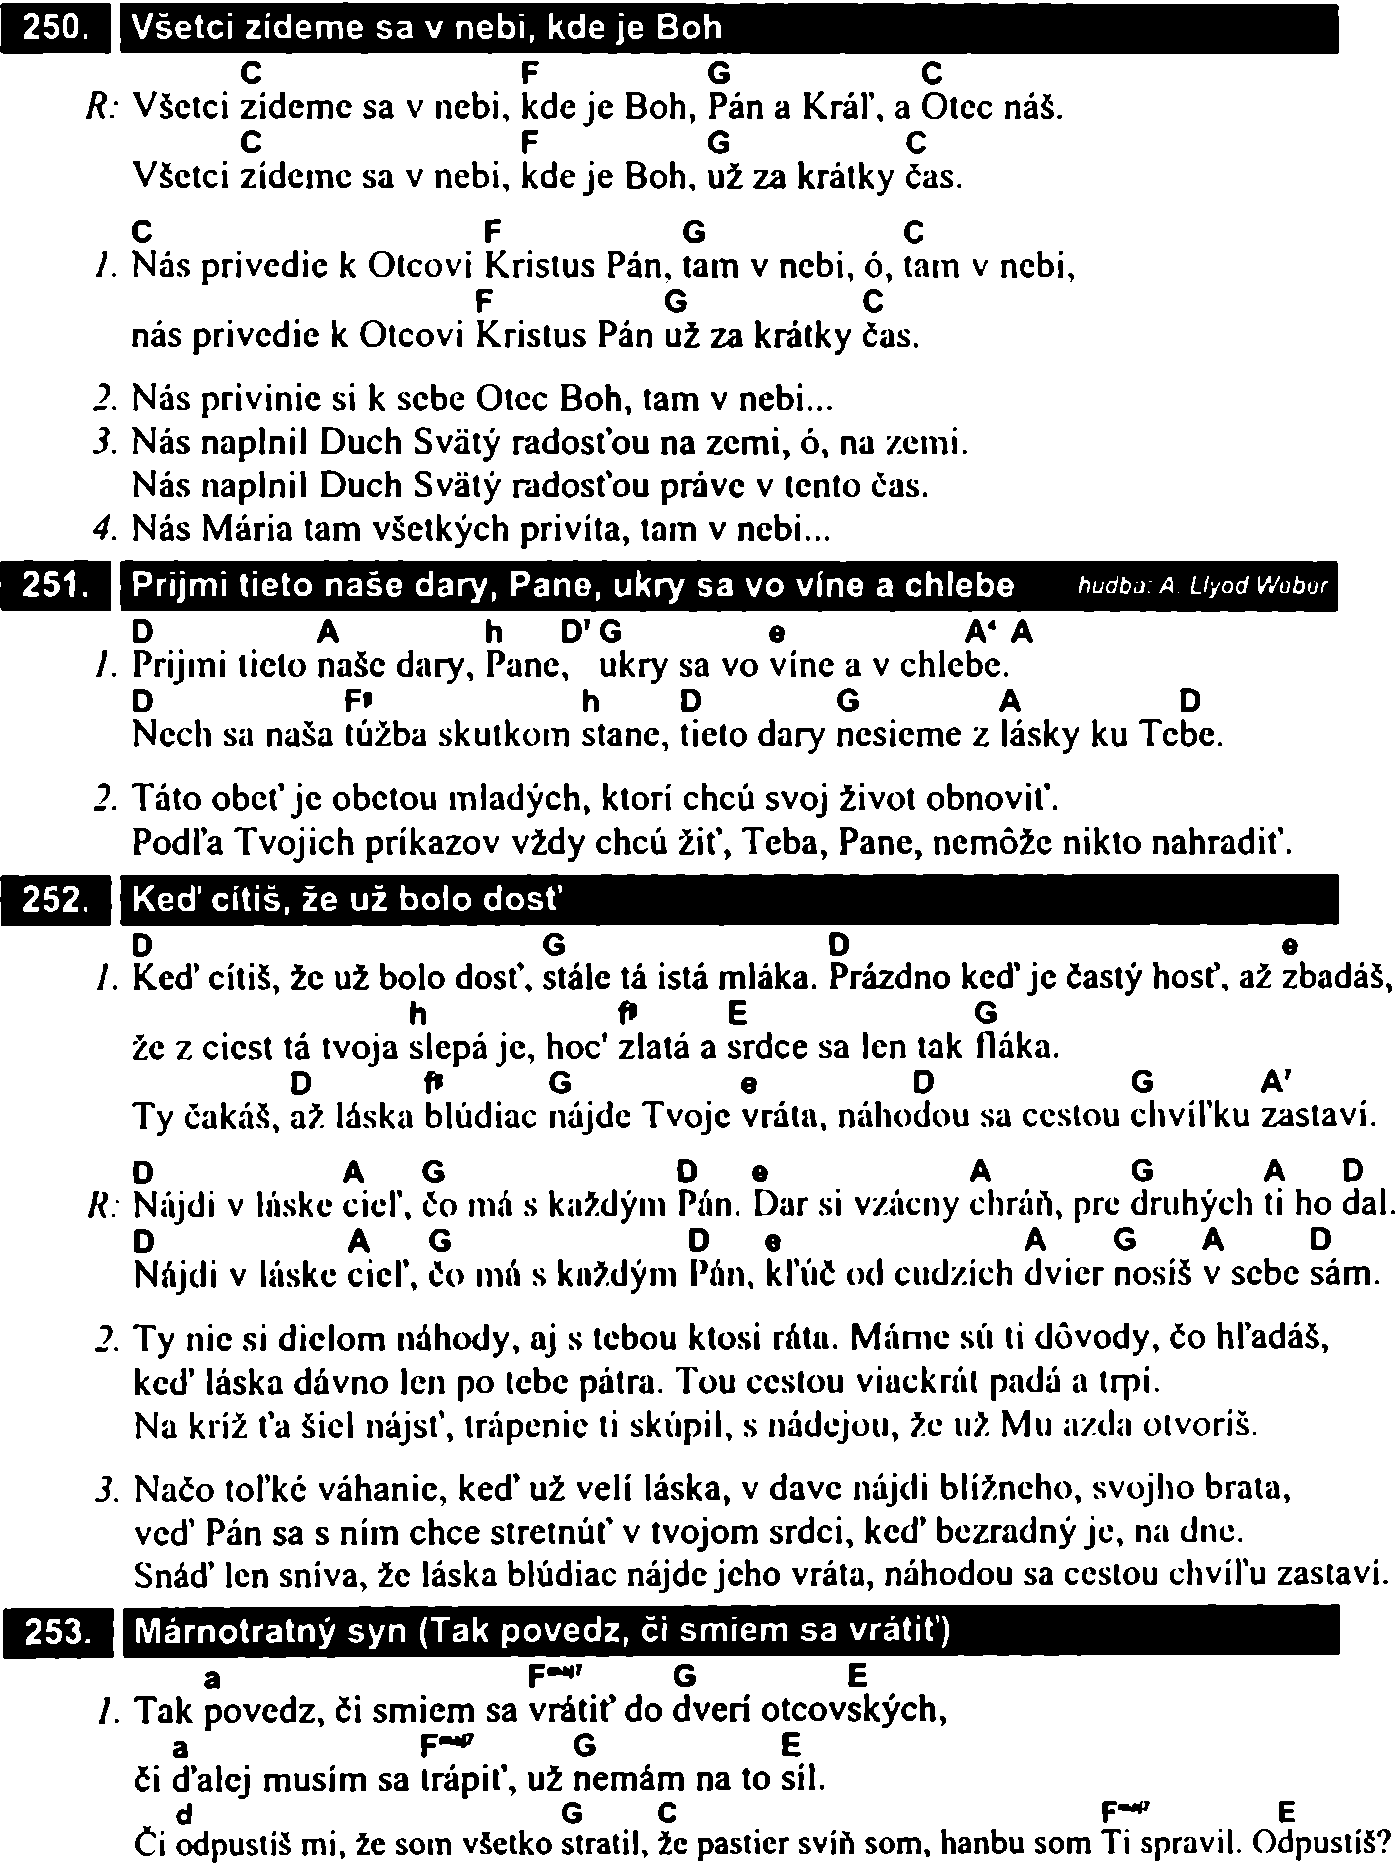 250. Všetci zídeme sa v nebi, kde je Boh
C F G C
R: Všetci zídeme sa v nebi, kde je Boh, Pán a Kráľ, a Otec náš.
C F G C
Všetci zídeme sa v nebi, kde je Boh, už za krátky čas.
C F G C
1. Nás privedie k Otcovi Kristus Pán, tam v nebi, ó, tam v nebi,
F G C
nás privedie k Otcovi Kristus Pán už za krátky čas.
2. Nás privinie si k sebe Otec Boh, tam v nebi...
3. Nás naplnil Duch Svätý radosťou na zemi, ó, na zemi.
Nás naplnil Duch Svätý radosťou práve v tento čas.
4. Nás Mária tam všetkých privíta, tam v nebi...
251. Prijmi tieto naše dary, Pane, ukry sa vo víne a chlebe hudba: A. Llyod Weber
D A h D7 G e A4 A
1. Prijmi tieto naše dary, Pane, ukry sa vo víne a v chlebe.
D F# h D G A D
Nech sa naša túžba skutkom stane, tieto dary nesieme z lásky ku Tebe.
2. Táto obeť je obetou mladých, ktorí chcú svoj život obnoviť.
Podľa Tvojich príkazov vždy chcú žiť, Teba, Pane, nemôže nikto nahradiť.
252. Keď cítiš, že už bolo dosť
D G D e
1. Keď cítiš, že už bolo dosť, stále tá istá mláka. Prázdno keď je častý hosť, až zbadáš,
h f# E G
že z ciest tá tvoja slepá je, hoc' zlatá a srdce sa len tak fláka.
D f# G e D G A7
Ty čakáš, až láska blúdiac nájde Tvoje vráta, náhodou sa cestou chvíľku zastaví.
D A G D e A G A D
R: Nájdi v láske cieľ, čo má s každým Pán. Dar si vzácny chráň, pre druhých ti ho dal.
D A G D e A G A D
Nájdi v láske cieľ, čo má s každým Pán, kľúč od cudzích dvier nosíš v sebe sám.
2. Ty nie si dielom náhody, aj s tebou ktosi ráta. Márne sú ti dôvody, čo hľadáš,
keď láska dávno len po tebe pátra. Tou cestou viackrát padá a trpí.
Na kríž ťa šiel nájsť, trápenie ti skúpil, s nádejou, že už Mu azda otvoríš.
3. Načo toľké váhanie, keď už velí láska, v dave nájdi blížneho, svojho brata,
veď Pán sa s ním chce stretnúť v tvojom srdci, keď bezradný je, na dne.
Snáď len sníva, že láska blúdiac nájde jeho vráta, náhodou sa cestou chvíľu zastaví.
253. Márnotratný syn (Tak povedz, či smiem sa vrátiť)
a Fmaj7 G E
1. Tak povedz, či smiem sa vrátiť do dverí otcovských,
a Fmaj7 G E
či ďalej musím sa trápiť, už nemám na to síl.
d G C Fmaj7 E
Či odpustíš mi, že som všetko stratil, že pastier svíň som, hanbu som Ti spravil. Odpustíš?